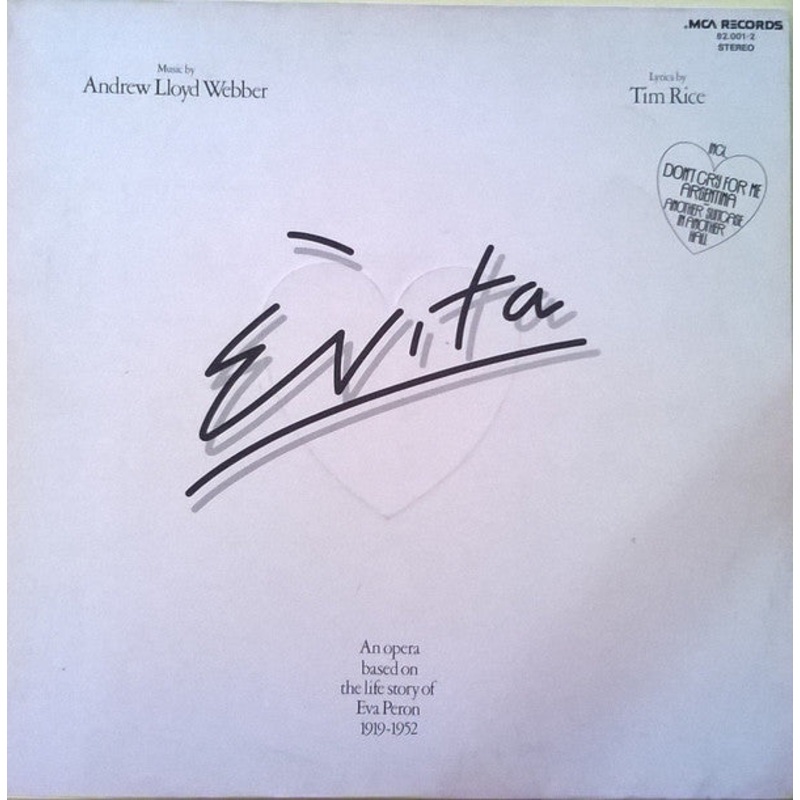 .MCA RECORDS
62.001-2
STEREO
Music by
Andrew Lloyd Webber
Lyrics by
Tim Rice
INCL.
DON'T CRY FOR ME
ARGENTINA
ANOTHER SUITCASE
IN ANOTHER
HALL
Evita
An opera
based on
the life story of
Eva Peron
1919-1952